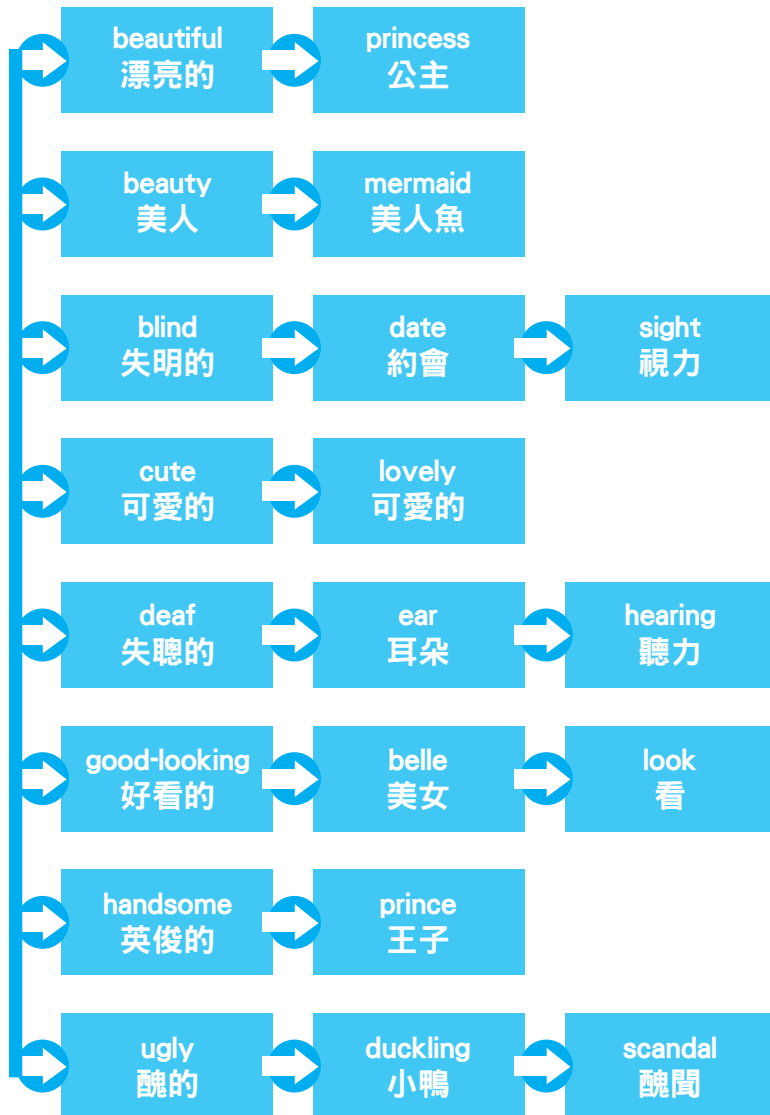 beautiful
漂亮的
princess
公主
beauty
美人
mermaid
美人魚
blind
失明的
date
約會
sight
視力
cute
可愛的
lovely
可愛的
deaf
失聰的
ear
耳朵
hearing
聽力
good-looking
好看的
belle
美女
look
看
handsome
英俊的
prince
王子
ugly
醜的
duckling
小鴨
scandal
醜聞